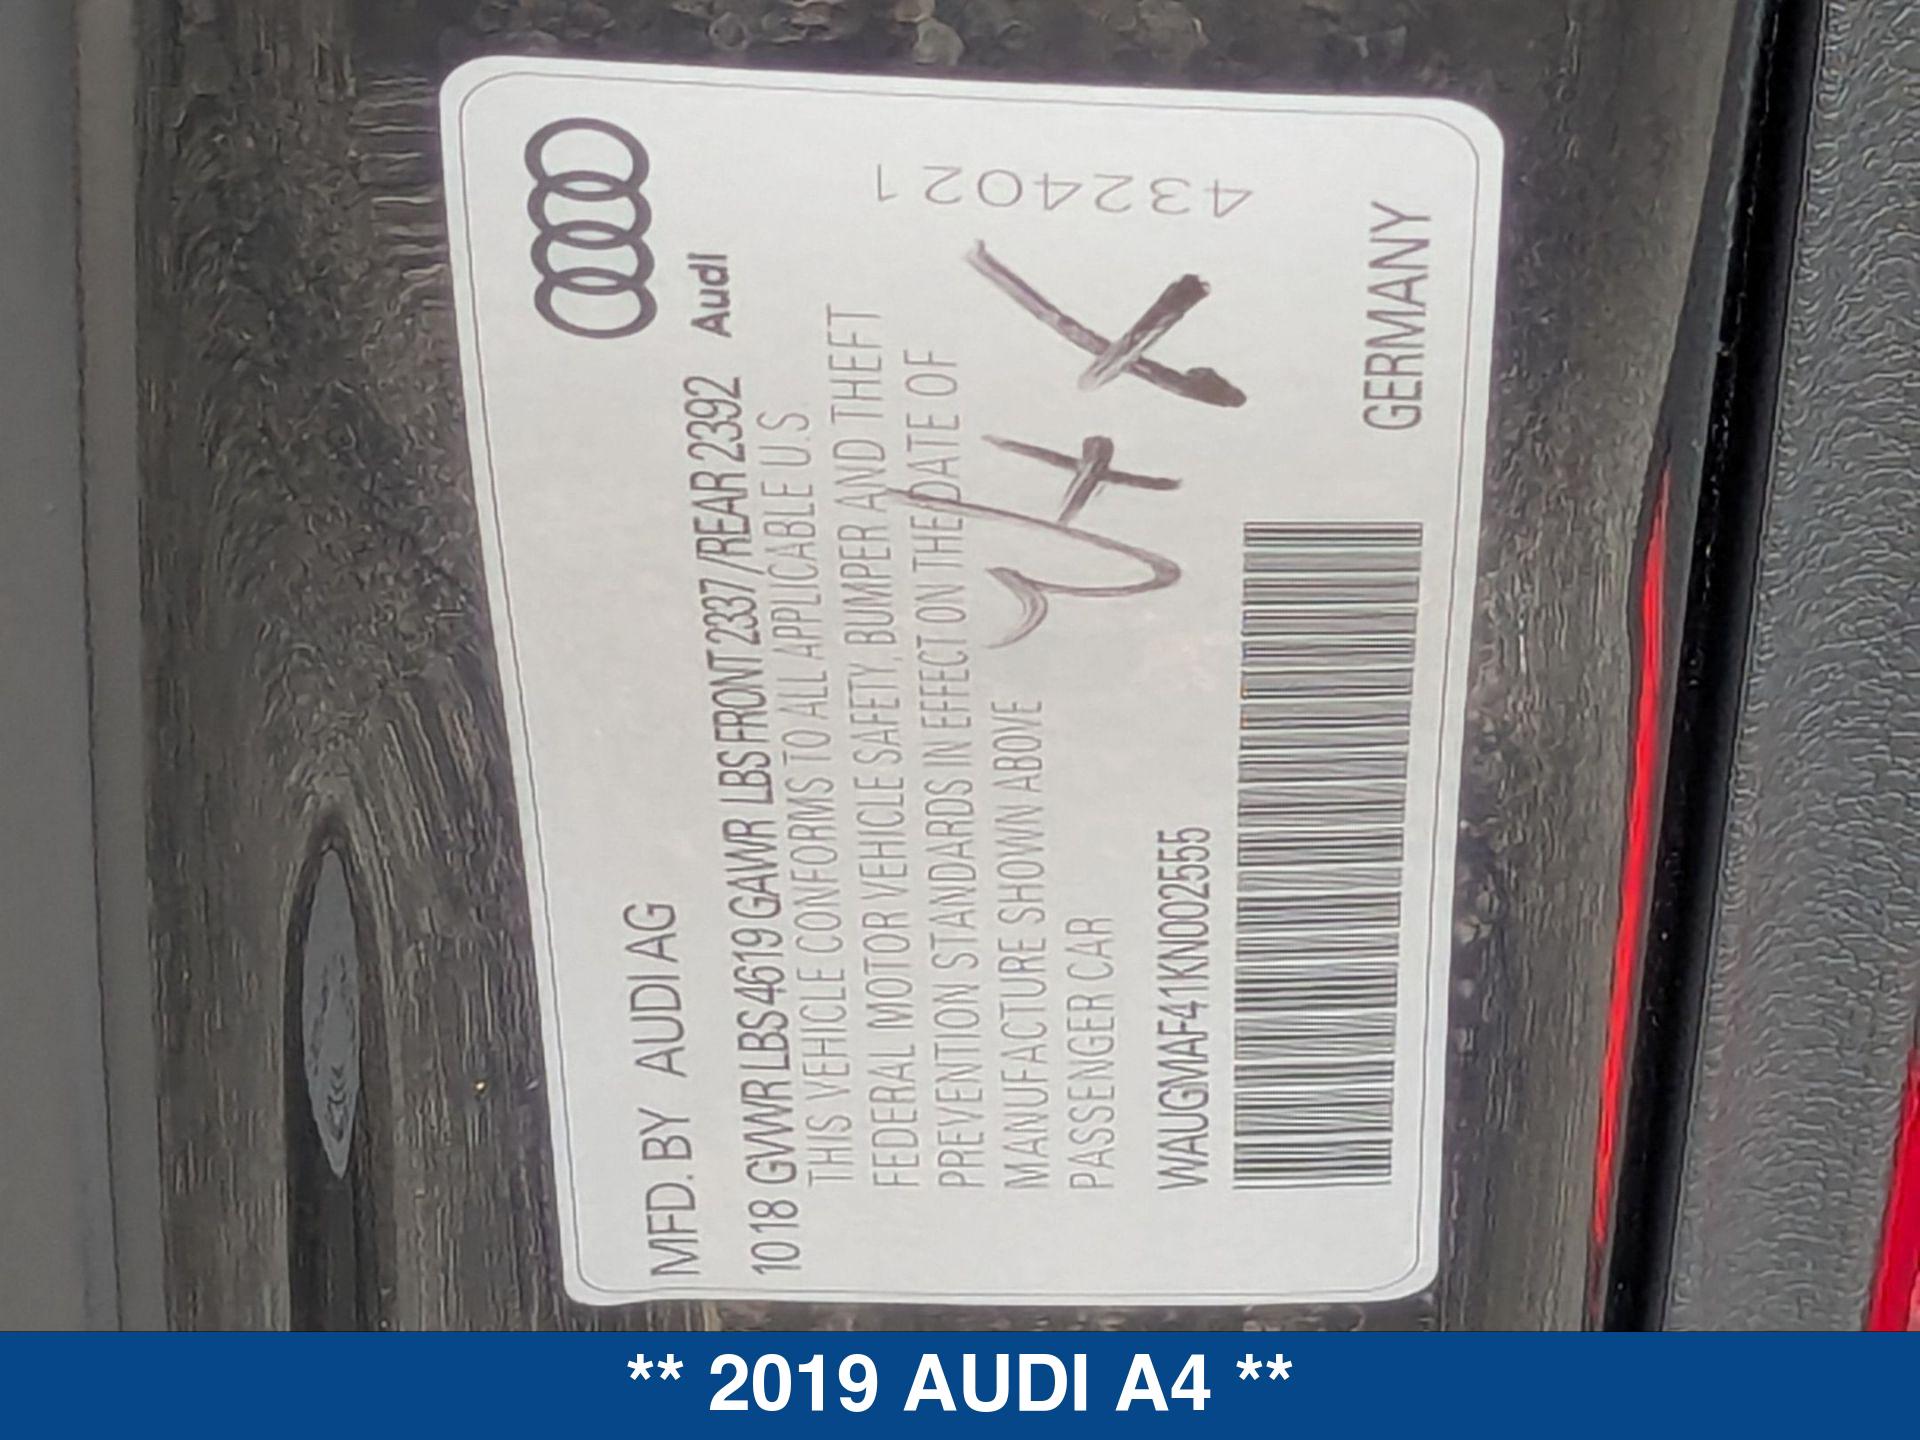 MFD. BY AUDI AG
Audi
10 18 GVWR LBS 4619 GAWR LBS FRONT 2337 /REAR 2392
THIS VEHICLE CONFORMS TO ALL APPLICABLE U.S
FEDERAL MOTOR VEHICLE SAFETY, BUMPER AND THEFT
PREVENTION STANDARDS IN EFFECT ON THE DATE OF
MANUFACTURE SHOWN ABOVE
PASSENGER CAR
4324021
WAUGMAF41KN002555
GERMANY
** 2019 AUDI A4 **